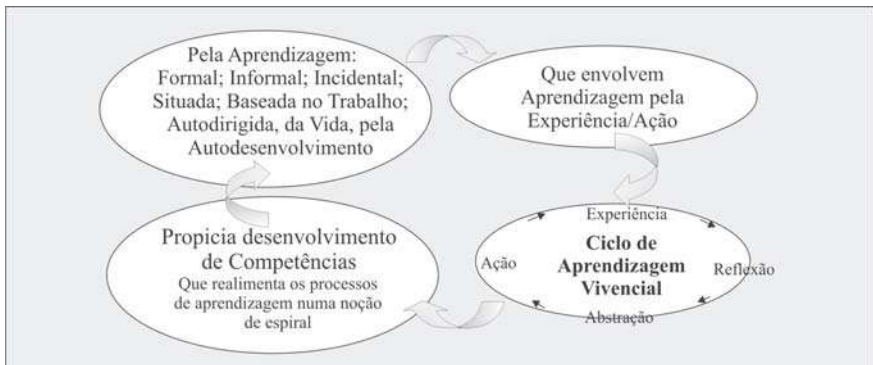 Pela Aprendizagem:
Formal; Informal; Incidental;
Situada; Baseada no Trabalho;
Autodirigida, da Vida, pela
Autodesenvolvimento
Que envolvem
Aprendizagem pela
Experiência/Ação
Experiência
Ciclo de
Aprendizagem
Vivencial
Ação
Reflexão
Abstração
Propicia desenvolvimento
de Competências
Que realimenta os processos
de aprendizagem numa noção
de espiral